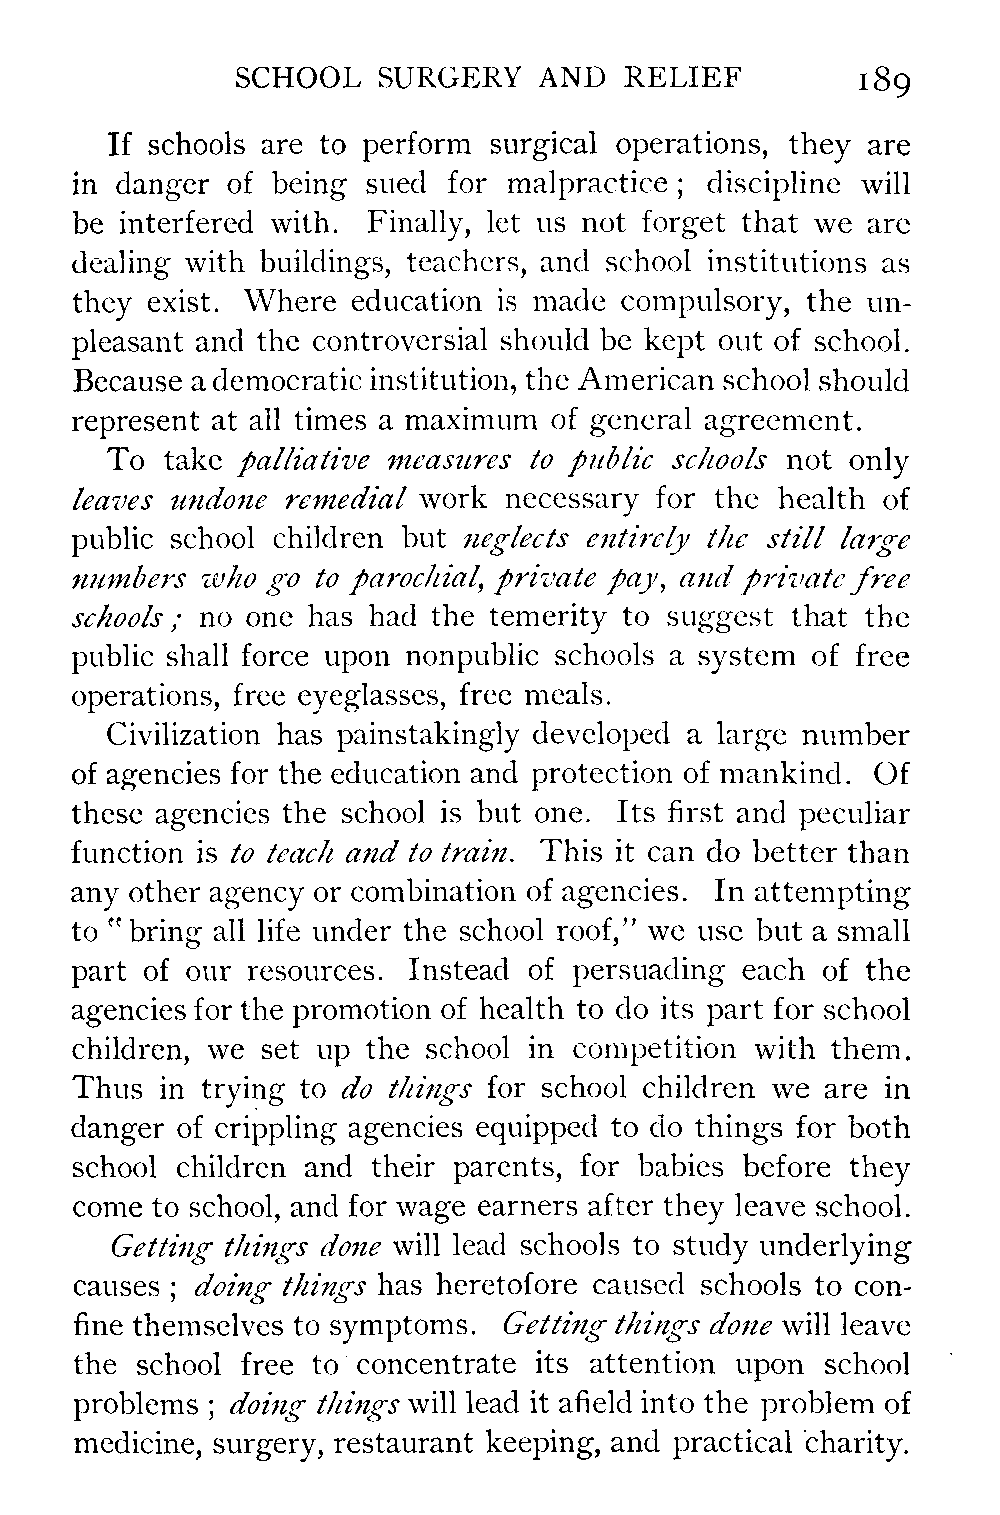 SCHOOL SURGERY AND RELIEF 189
If schools are to perform surgical operations, they are
in danger of being sued for malpractice ; discipline will
be interfered with. Finally, let us not forget that we are
dealing with buildings, teachers, and school institutions as
they exist. Where education is made compulsory, the un-
pleasant and the controversial should be kept out of school.
Because a democratic institution, the American school should
represent at all times a maximum of general agreement.
To take palliative measures to public schools not only
leaves undone remedial work necessary for the health of
public school children but neglects entirely the still large
numbers who go to parochial, private pay, and private free
schools ; no one has had the temerity to suggest that the
public shall force upon nonpublic schools a system of free
operations, free eyeglasses, free meals.
Civilization has painstakingly developed a large number
of agencies for the education and protection of mankind. Of
these agencies the school is but one. Its first and peculiar
function is to teach and to train. This it can do better than
any other agency or combination of agencies. In attempting
to "bring all life under the school roof," we use but a small
part of our resources. Instead of persuading each of the
agencies for the promotion of health to do its part for school
children, we set up the school in competition with them.
Thus in trying to do things for school children we are in
danger of crippling agencies equipped to do things for both
school children and their parents, for babies before they
come to school, and for wage earners after they leave school.
Getting things done will lead schools to study underlying
causes ; doing things has heretofore caused schools to con-
fine themselves to symptoms. Getting things done will leave
the school free to concentrate its attention upon school
problems ; doing things will lead it afield into the problem of
medicine, surgery, restaurant keeping, and practical charity.